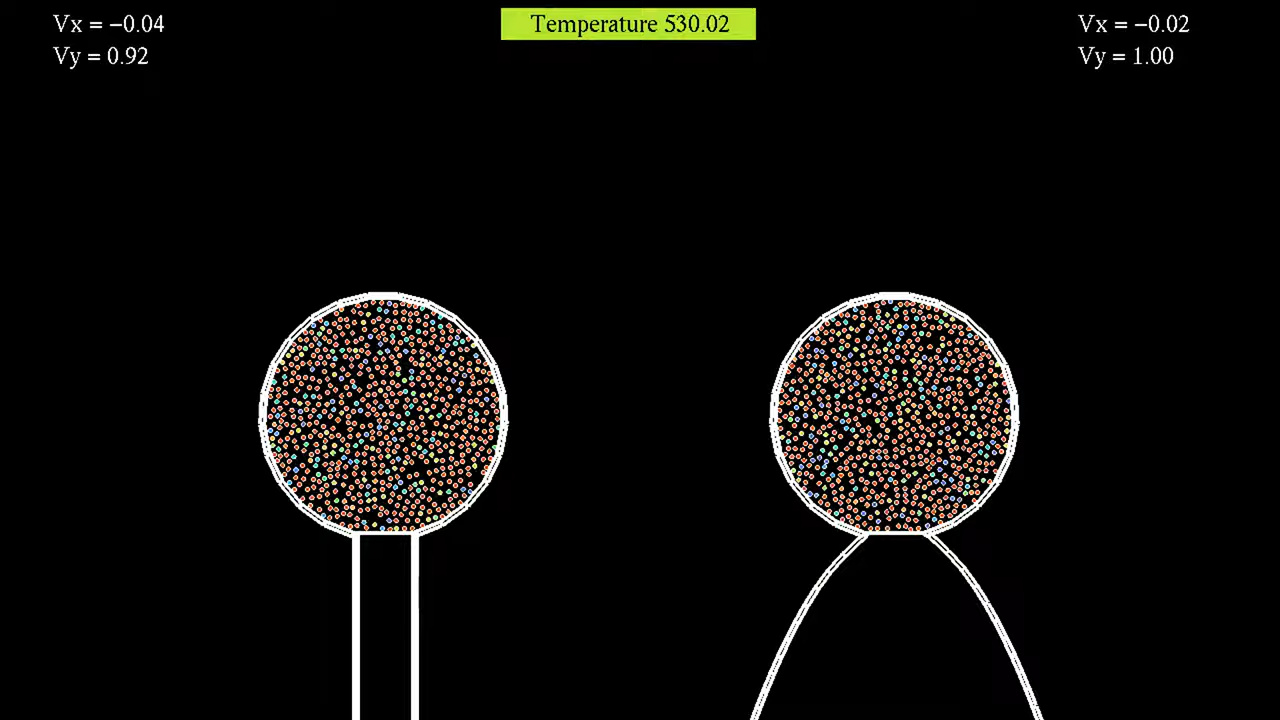 Vx = −0.04
Vy = 0.92
Temperature 530.02
Vx = −0.02
Vy = 1.00